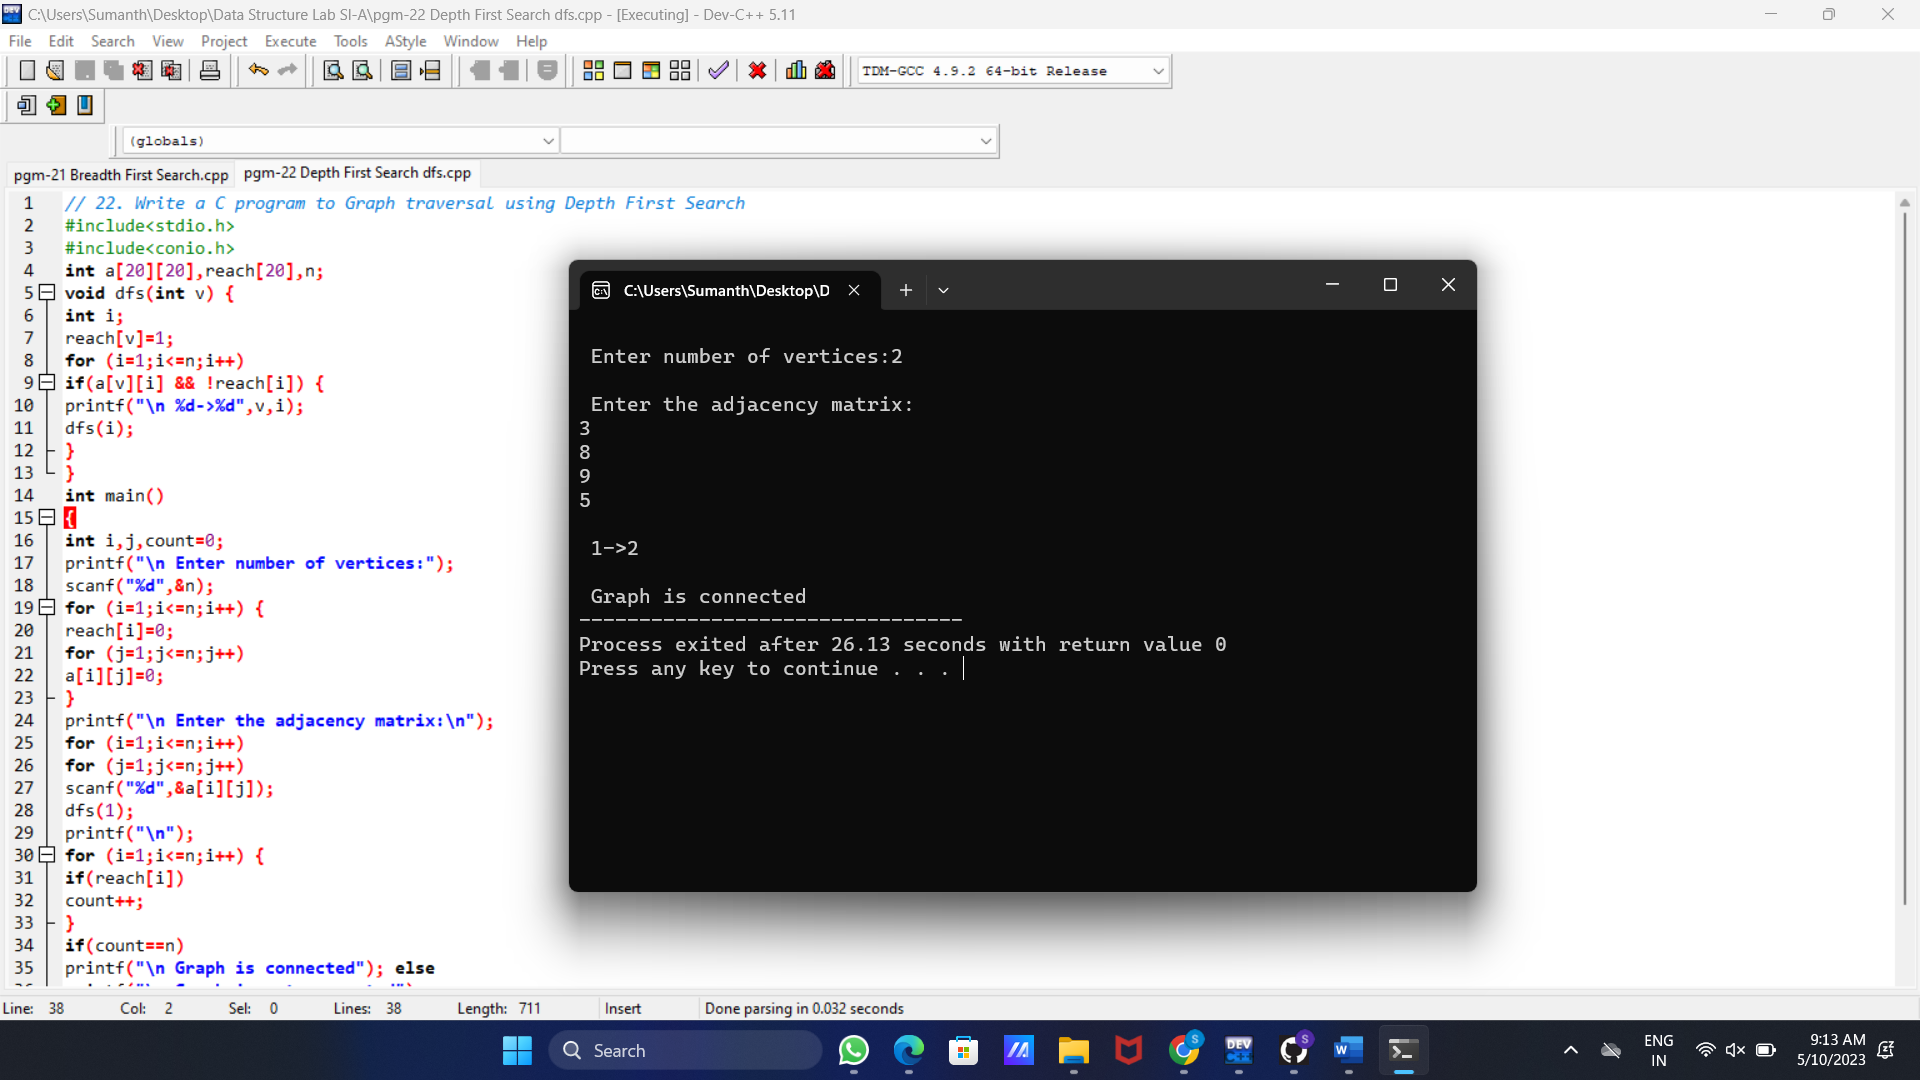 C:\Users\Sumanth\Desktop\Data Structure Lab SI-A\pgm-22 Depth First Search dfs.cpp - [Executing] - Dev-C++ 5.11
File Edit Search View Project Execute Tools AStyle Window Help
TDM-GCC 4.9.2 64-bit Release
(globals)
pgm-21 Breadth First Search.cpp pgm-22 Depth First Search dfs.cpp
1 // 22. Write a C program to Graph traversal using Depth First Search
2 #include<stdio.h>
3 #include<conio.h>
4 int a[20][20],reach[20],n;
5 void dfs(int v) {
6 int i;
7 reach[v]=1;
8 for (i=1;i<=n;i++)
9 if(a[v][i] && !reach[i]) {
10 printf("\n %d->%d",v,i);
11 dfs(i);
12 }
13 }
14 int main()
15 {
16 int i,j,count=0;
17 printf("\n Enter number of vertices:");
18 scanf("%d",&n);
19 for (i=1;i<=n;i++) {
20 reach[i]=0;
21 for (j=1;j<=n;j++)
22 a[i][j]=0;
23 }
24 printf("\n Enter the adjacency matrix:\n");
25 for (i=1;i<=n;i++)
26 for (j=1;j<=n;j++)
27 scanf("%d",&a[i][j]);
28 dfs(1);
29 printf("\n");
30 for (i=1;i<=n;i++) {
31 if(reach[i])
32 count++;
33 }
34 if(count==n)
35 printf("\n Graph is connected"); else
C:\Users\Sumanth\Desktop\D
Enter number of vertices:2
Enter the adjacency matrix:
3
8
9
5
1->2
Graph is connected
--------------------------------
Process exited after 26.13 seconds with return value 0
Press any key to continue . . .
Line: 38 Col: 2 Sel: 0 Lines: 38 Length: 711 Insert Done parsing in 0.032 seconds
Search
ENG
IN
9:13 AM
5/10/2023